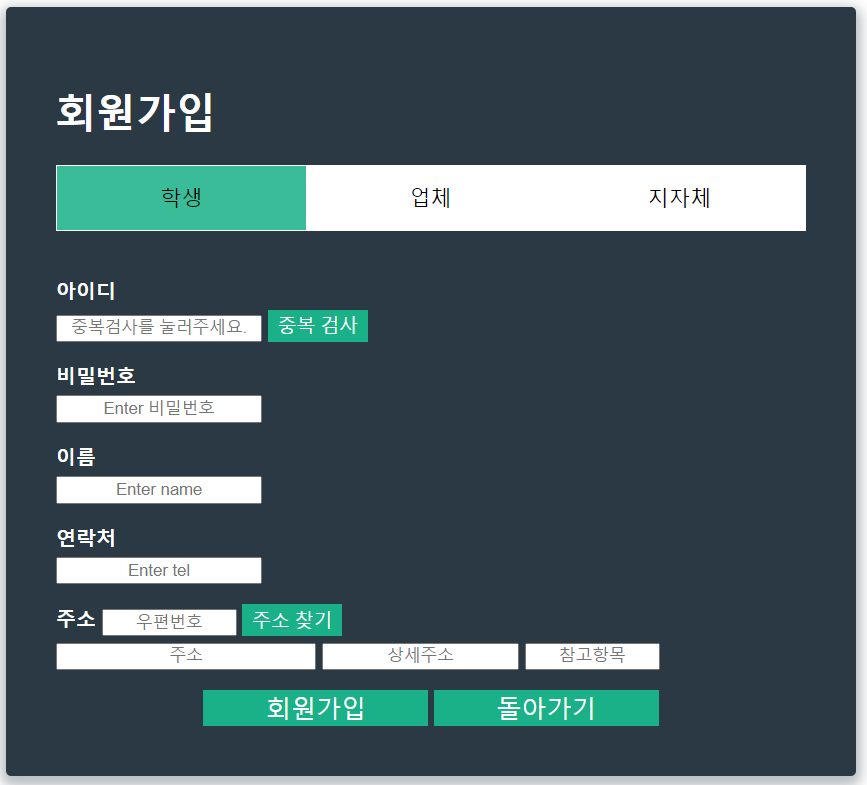 회원가입
학생 업체 지자체
아이디
중복검사를 눌러주세요. 중복 검사
비밀번호
Enter 비밀번호
이름
Enter name
연락처
Enter tel
주소 우편번호 주소 찾기
주소 상세주소 참고항목
회원가입 돌아가기